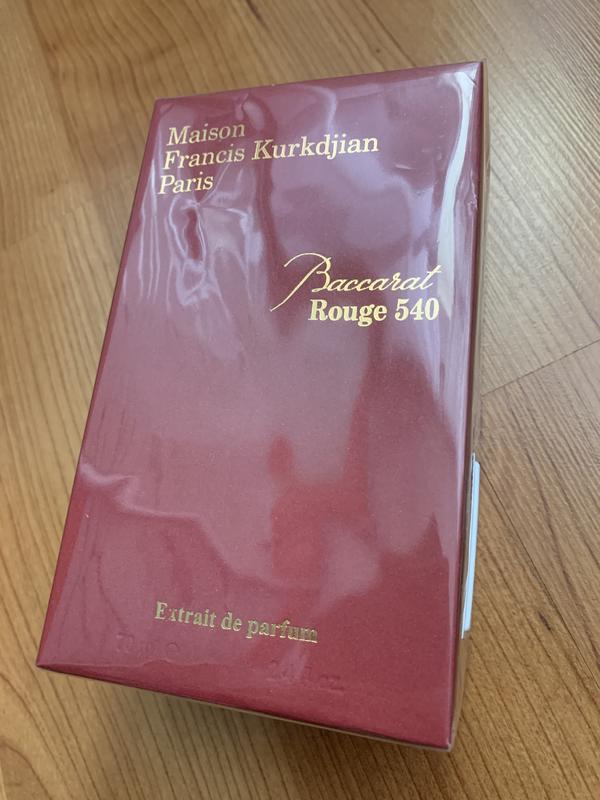 Maison
Francis Kurkdjian
Paris
Baccarat
Rouge 540
Extrait de parfum